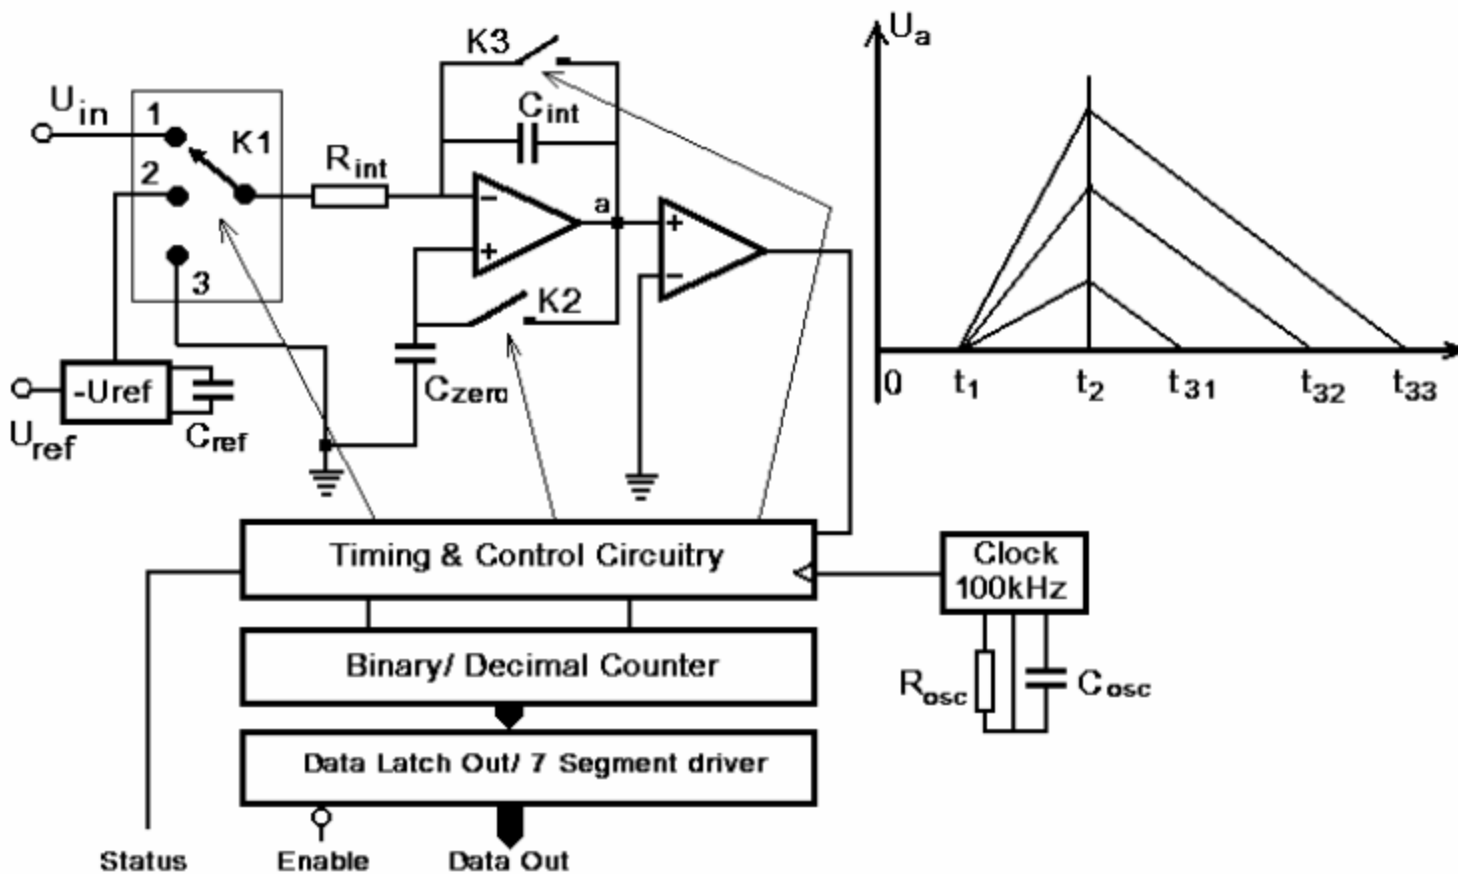 K3
Ua
Uin
1
K1
Cint
Rint
2
a
-
+
+
-
3
K2
0
t1
t2
t31
t32
t33
-Uref
Czero
Uref
Cref
Timing & Control Circuitry
Clock
100kHz
Binary/ Decimal Counter
Rosc
Cosc
Data Latch Out/ 7 Segment driver
Status
Enable
Data Out